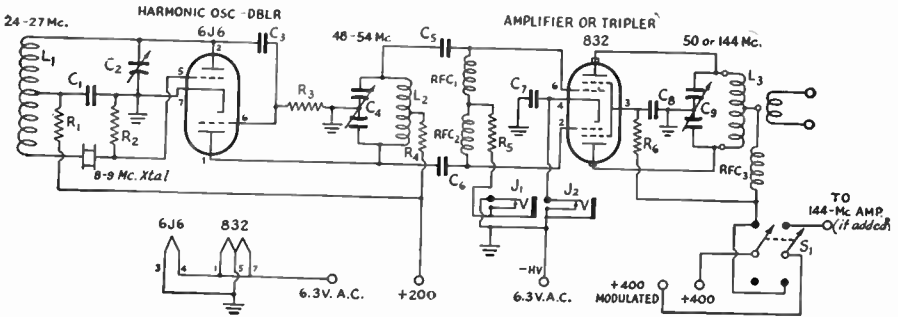 HARMONIC OSC-DBLR
AMPLIFIER OR TRIPLER
24-27 Mc.
6J6
C3
48-54 Mc
C5
832
50 or 144 Mc.
L1
C1
C2
2
5
7
6
1
R1
R2
R3
C4
L2
R4
RFC1
RFC2
R5
C6
C7
6
4
2
3
C8
C9
R6
L3
RFC3
8-9 Mc. Xtal
J1
V
J2
V
TO
144-Mc AMP.
(if added)
S1
6J6
832
3
4
1
5
7
6.3V. A.C.
+200
-HV
6.3V. A.C.
+400
MODULATED
+400